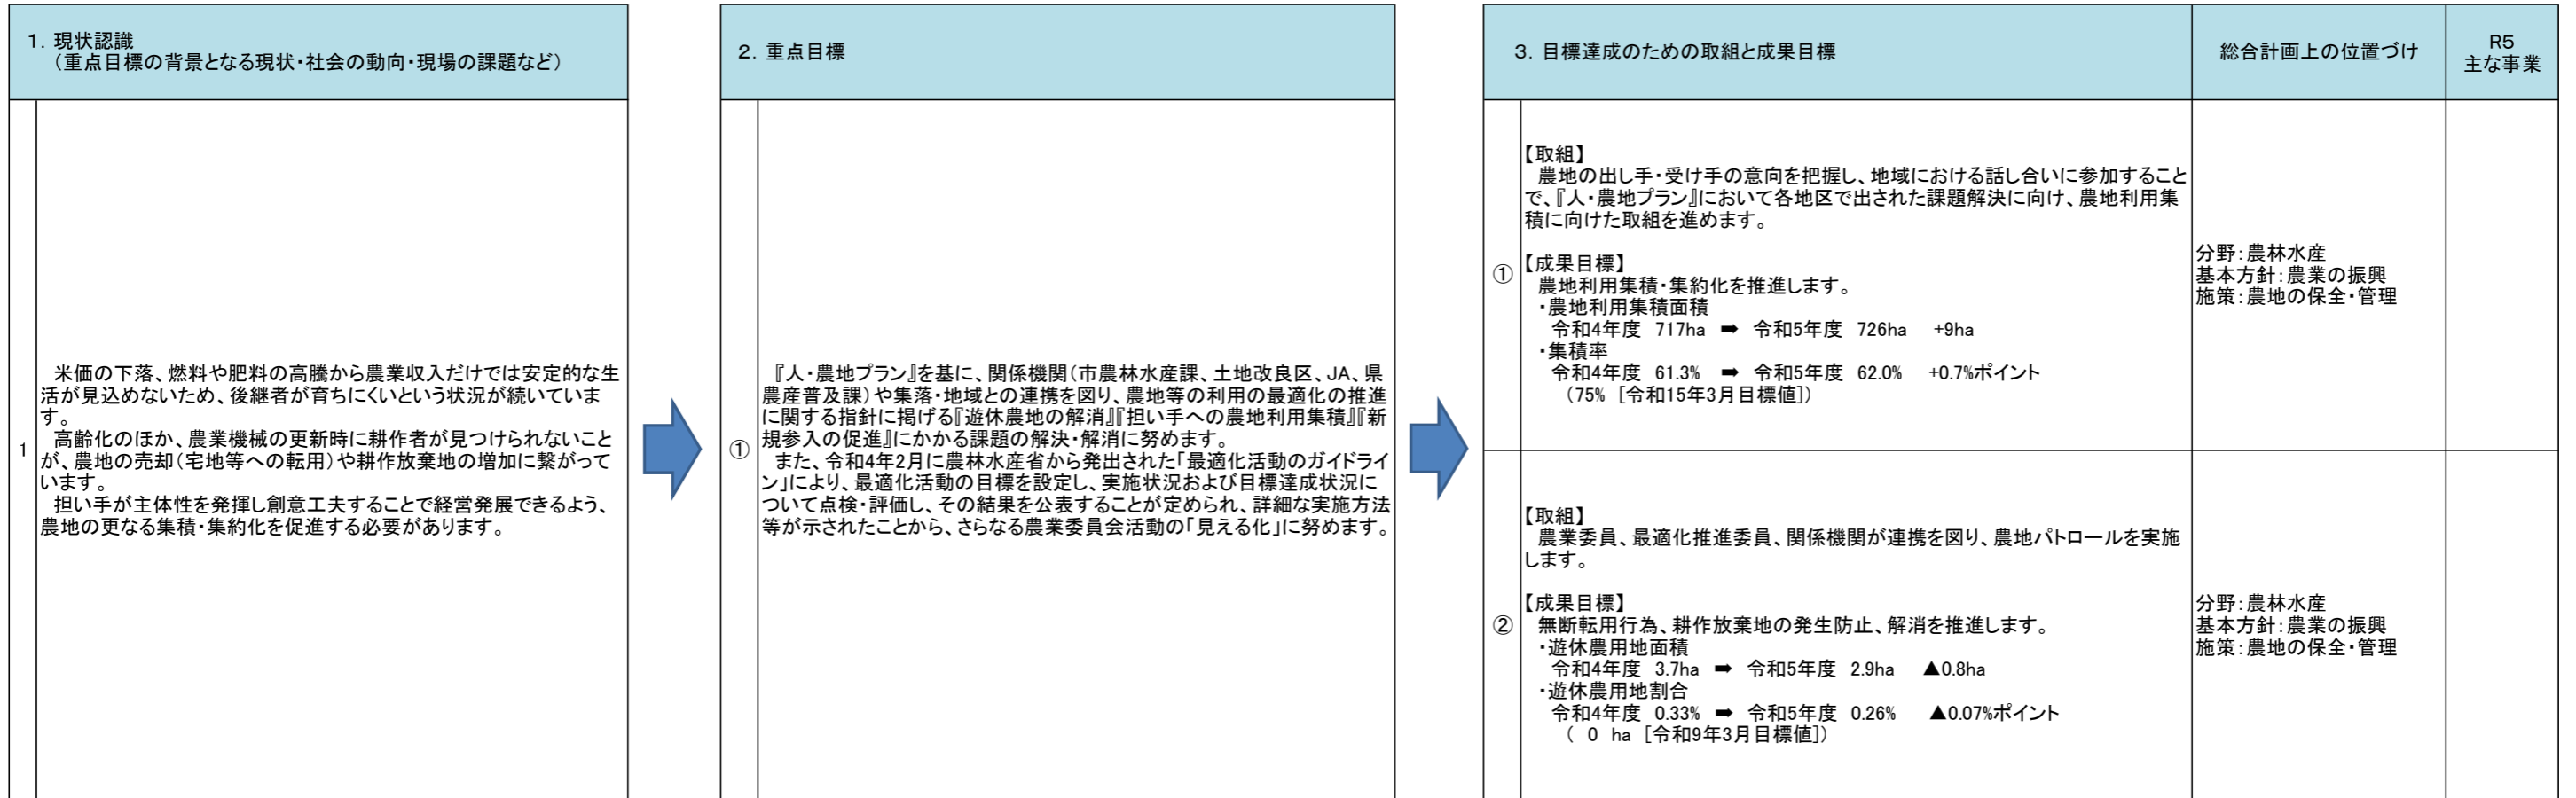 1．現状認識
（重点目標の背景となる現状・社会の動向・現場の課題など）
1
米価の下落、燃料や肥料の高騰から農業収入だけでは安定的な生
活が見込めないため、後継者が育ちにくいという状況が続いていま
す。
高齢化のほか、農業機械の更新時に耕作者が見つけられないこと
が、農地の売却（宅地等への転用）や耕作放棄地の増加に繋がって
います。
担い手が主体性を発揮し創意工夫することで経営発展できるよう、
農地の更なる集積・集約化を促進する必要があります。
2．重点目標
①
『人・農地プラン』を基に、関係機関（市農林水産課、土地改良区、JA、県
農産普及課）や集落・地域との連携を図り、農地等の利用の最適化の推進
に関する指針に掲げる『遊休農地の解消』『担い手への農地利用集積』『新
規参入の促進』にかかる課題の解決・解消に努めます。
また、令和4年2月に農林水産省から発出された「最適化活動のガイドライ
ン」により、最適化活動の目標を設定し、実施状況および目標達成状況に
ついて点検・評価し、その結果を公表することが定められ、詳細な実施方法
等が示されたことから、さらなる農業委員会活動の「見える化」に努めます。
3．目標達成のための取組と成果目標
総合計画上の位置づけ
R5
主な事業
①
【取組】
農地の出し手・受け手の意向を把握し、地域における話し合いに参加すること
で、『人・農地プラン』において各地区で出された課題解決に向け、農地利用集
積に向けた取組を進めます。
【成果目標】
農地利用集積・集約化を推進します。
・農地利用集積面積
令和4年度 717ha ➡ 令和5年度 726ha +9ha
・集積率
令和4年度 61.3% ➡ 令和5年度 62.0% +0.7%ポイント
（75% [令和15年3月目標値]）
分野：農林水産
基本方針：農業の振興
施策：農地の保全・管理
②
【取組】
農業委員、最適化推進委員、関係機関が連携を図り、農地パトロールを実施
します。
【成果目標】
無断転用行為、耕作放棄地の発生防止、解消を推進します。
・遊休農用地面積
令和4年度 3.7ha ➡ 令和5年度 2.9ha ▲0.8ha
・遊休農用地割合
令和4年度 0.33% ➡ 令和5年度 0.26% ▲0.07%ポイント
（ 0 ha [令和9年3月目標値]）
分野：農林水産
基本方針：農業の振興
施策：農地の保全・管理